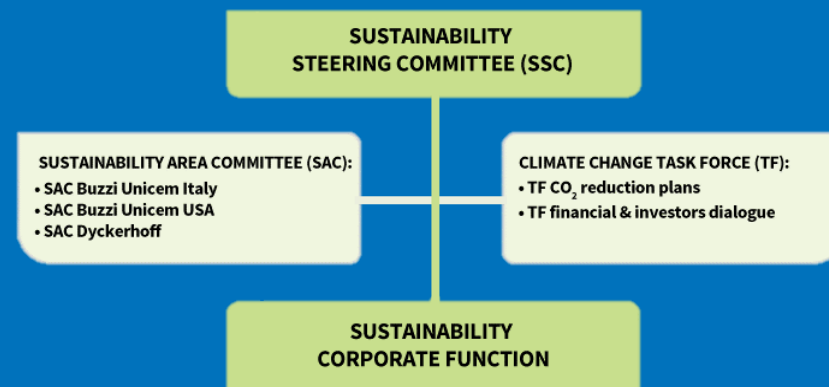 SUSTAINABILITY
STEERING COMMITTEE (SSC)
SUSTAINABILITY AREA COMMITTEE (SAC):
• SAC Buzzi Unicem Italy
• SAC Buzzi Unicem USA
• SAC Dyckerhoff
CLIMATE CHANGE TASK FORCE (TF):
• TF CO₂ reduction plans
• TF financial & investors dialogue
SUSTAINABILITY
CORPORATE FUNCTION